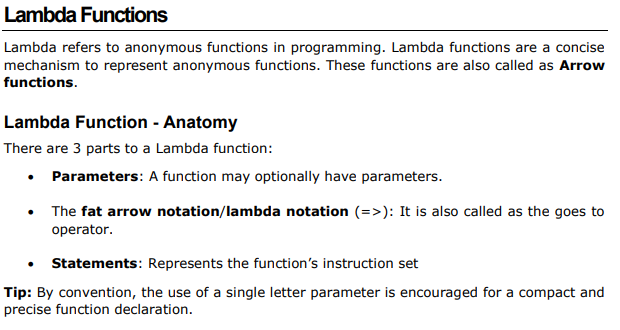 Lambda Functions
Lambda refers to anonymous functions in programming. Lambda functions are a concise
mechanism to represent anonymous functions. These functions are also called as Arrow
functions.
Lambda Function - Anatomy
There are 3 parts to a Lambda function:
• Parameters: A function may optionally have parameters.
• The fat arrow notation/lambda notation (=>): It is also called as the goes to
operator.
• Statements: Represents the function’s instruction set
Tip: By convention, the use of a single letter parameter is encouraged for a compact and
precise function declaration.